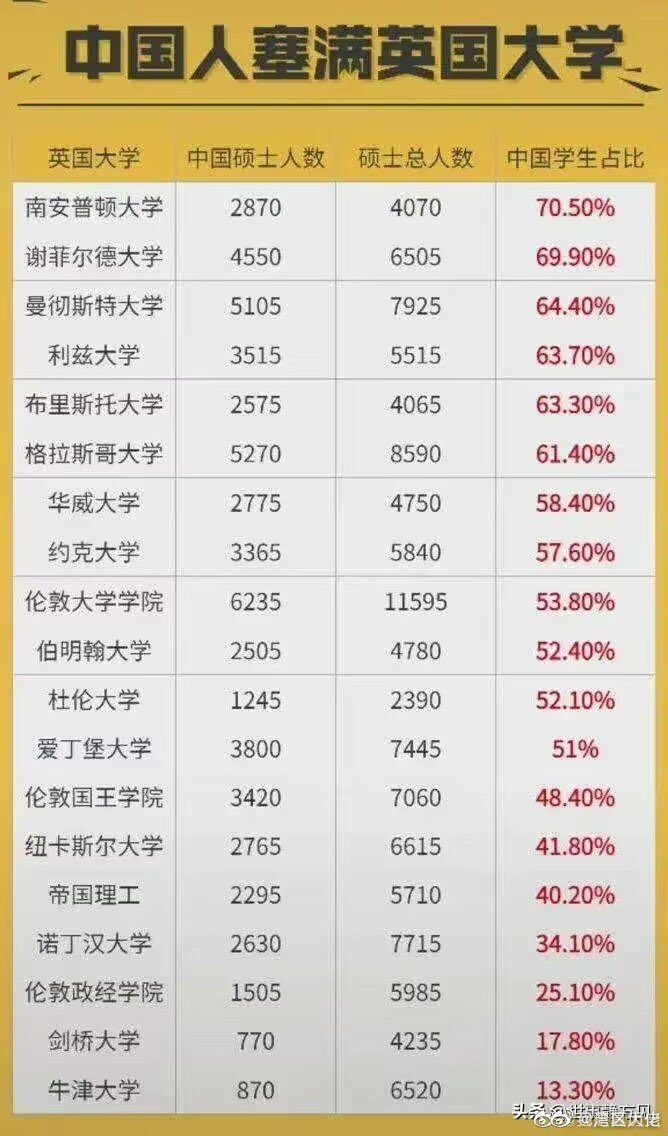 中国人塞满英国大学
英国大学 中国硕士人数 硕士总人数 中国学生占比
南安普顿大学 2870 4070 70.50%
谢菲尔德大学 4550 6505 69.90%
曼彻斯特大学 5105 7925 64.40%
利兹大学 3515 5515 63.70%
布里斯托大学 2575 4065 63.30%
格拉斯哥大学 5270 8590 61.40%
华威大学 2775 4750 58.40%
约克大学 3365 5840 57.60%
伦敦大学学院 6235 11595 53.80%
伯明翰大学 2505 4780 52.40%
杜伦大学 1245 2390 52.10%
爱丁堡大学 3800 7445 51%
伦敦国王学院 3420 7060 48.40%
纽卡斯尔大学 2765 6615 41.80%
帝国理工 2295 5710 40.20%
诺丁汉大学 2630 7715 34.10%
伦敦政经学院 1505 5985 25.10%
剑桥大学 770 4235 17.80%
牛津大学 870 6520 13.30%
头条
@湾区大佬